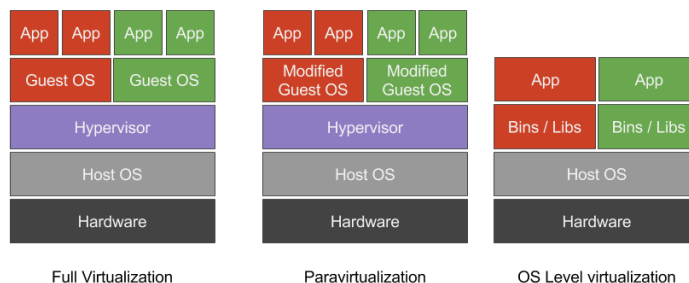 App App App App
Guest OS Guest OS
Hypervisor
Host OS
Hardware
Full Virtualization
App App App App
Modified Guest OS Modified Guest OS
Hypervisor
Host OS
Hardware
Paravirtualization
App App
Bins / Libs Bins / Libs
Host OS
Hardware
OS Level virtualization